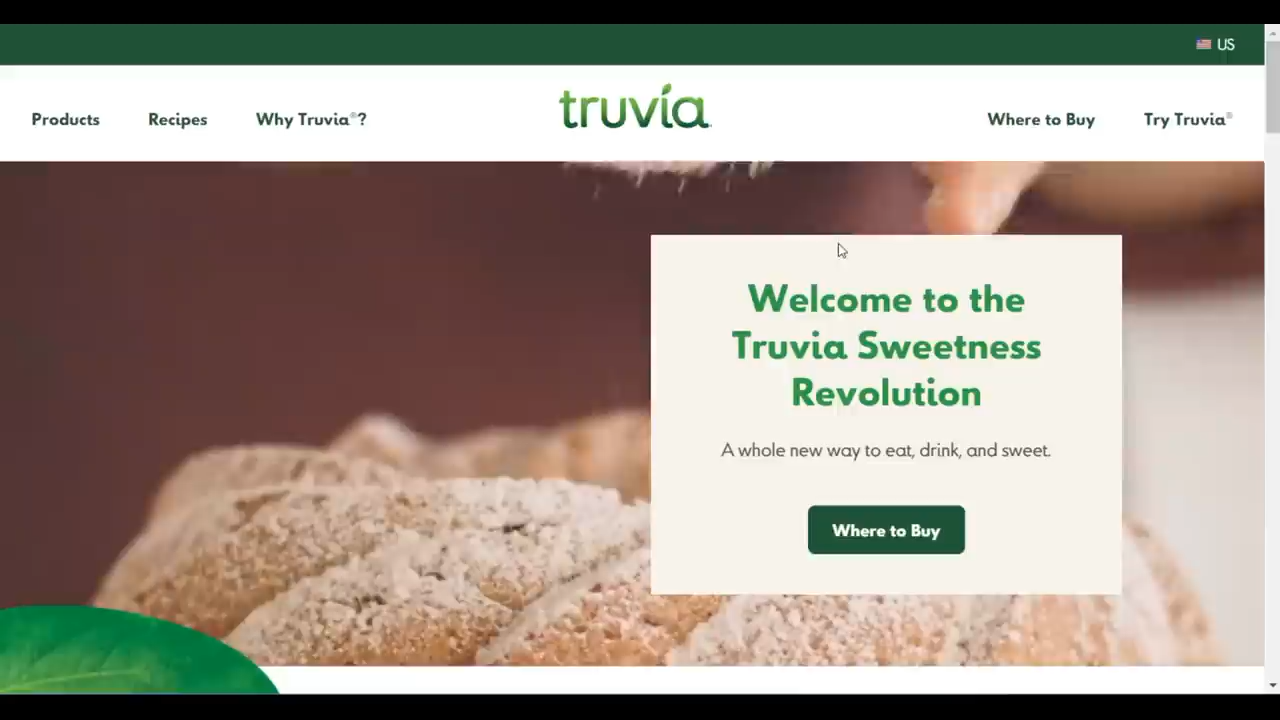 US
Products Recipes Why Truvia®? truvia Where to Buy Try Truvia®
Welcome to the
Truvia Sweetness
Revolution
A whole new way to eat, drink, and sweet.
Where to Buy